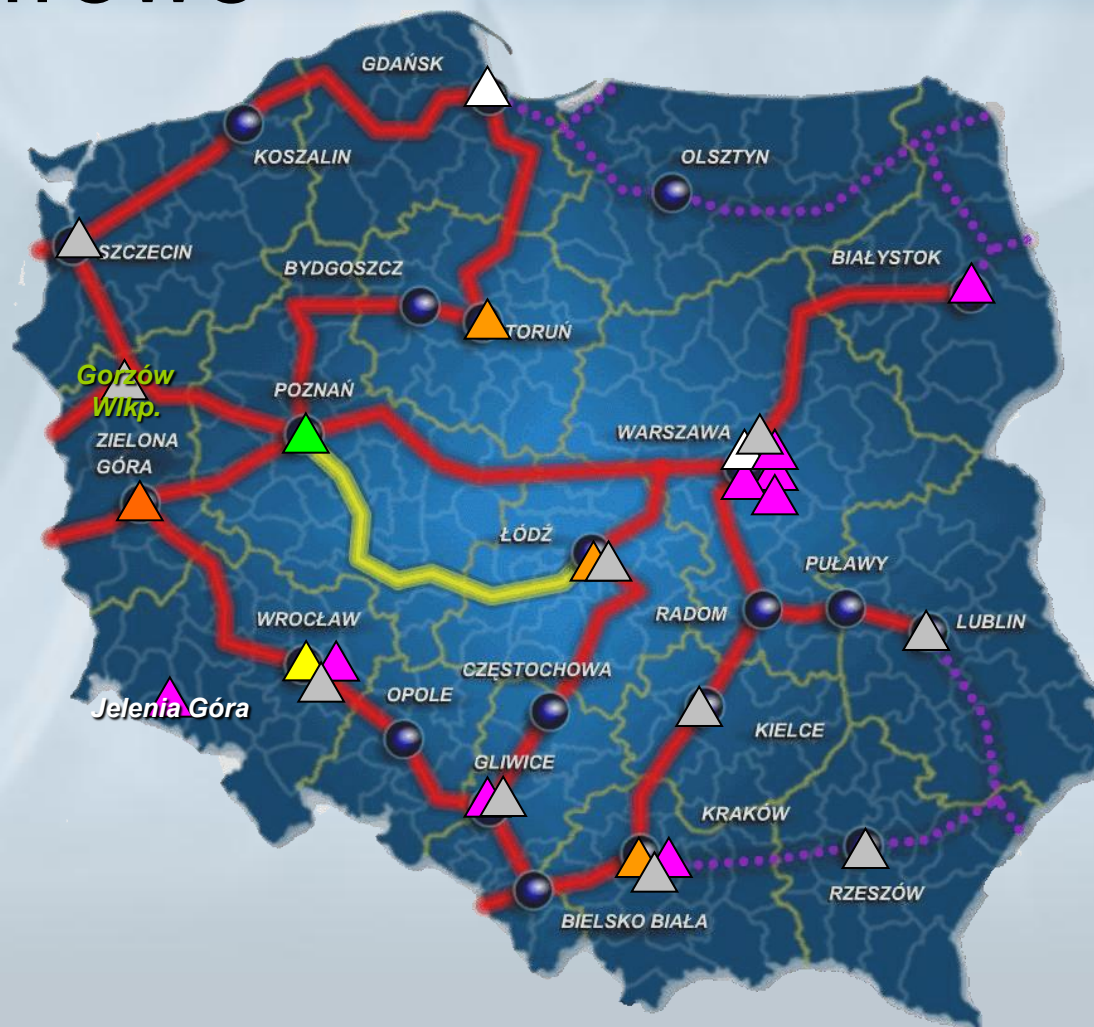 GDAŃSK
KOSZALIN
OLSZTYN
SZCZECIN
BYDGOSZCZ
BIAŁYSTOK
TORUŃ
Gorzów
Wlkp.
POZNAŃ
ZIELONA
GÓRA
WARSZAWA
ŁÓDŹ
PUŁAWY
RADOM
LUBLIN
WROCŁAW
CZĘSTOCHOWA
OPOLE
Jelenia Góra
KIELCE
GLIWICE
KRAKÓW
RZESZÓW
BIELSKO BIAŁA